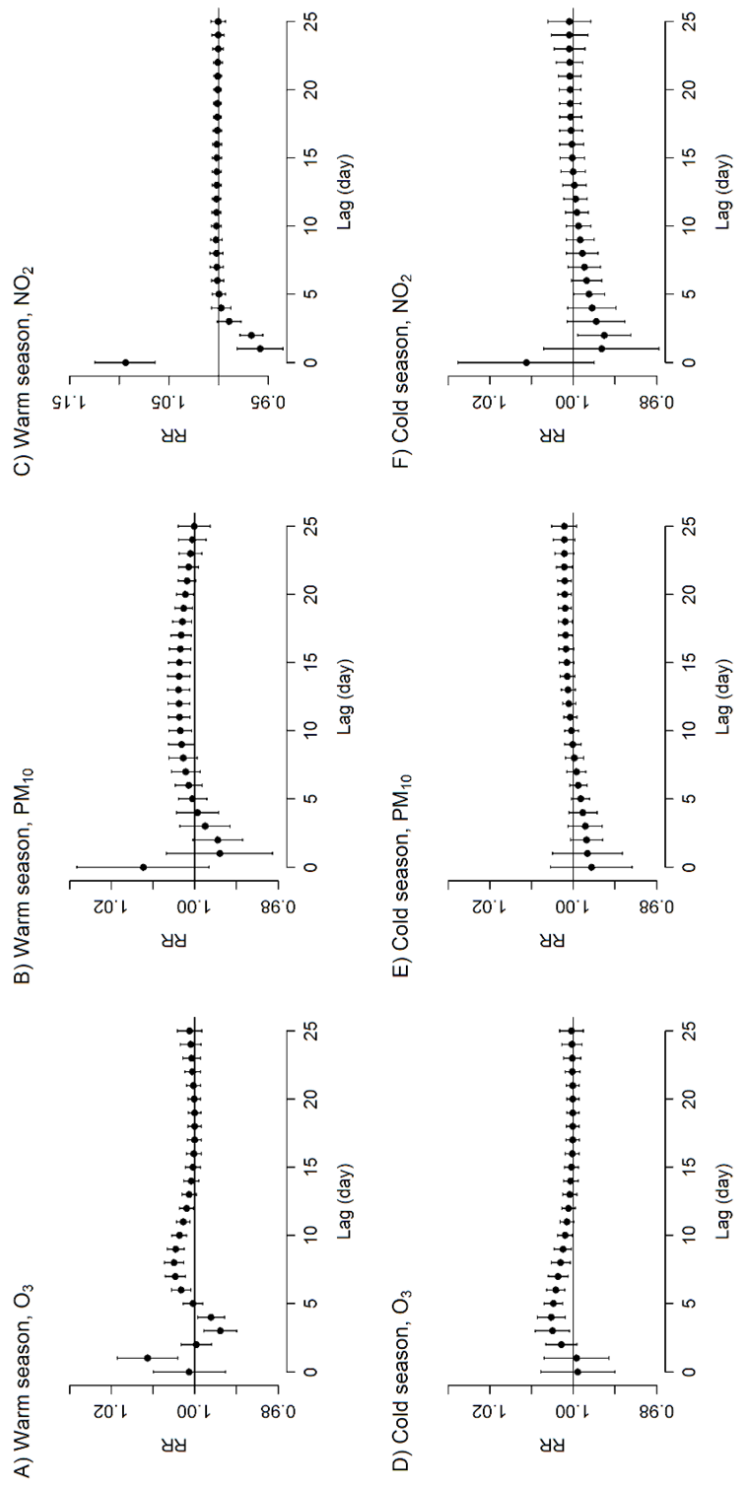 A) Warm season, O₃
RR
1.02
1.00
0.98
0 5 10 15 20 25
Lag (day)
B) Warm season, PM₁₀
RR
1.02
1.00
0.98
0 5 10 15 20 25
Lag (day)
C) Warm season, NO₂
RR
1.15
1.05
0.95
0 5 10 15 20 25
Lag (day)
D) Cold season, O₃
RR
1.02
1.00
0.98
0 5 10 15 20 25
Lag (day)
E) Cold season, PM₁₀
RR
1.02
1.00
0.98
0 5 10 15 20 25
Lag (day)
F) Cold season, NO₂
RR
1.02
1.00
0.98
0 5 10 15 20 25
Lag (day)